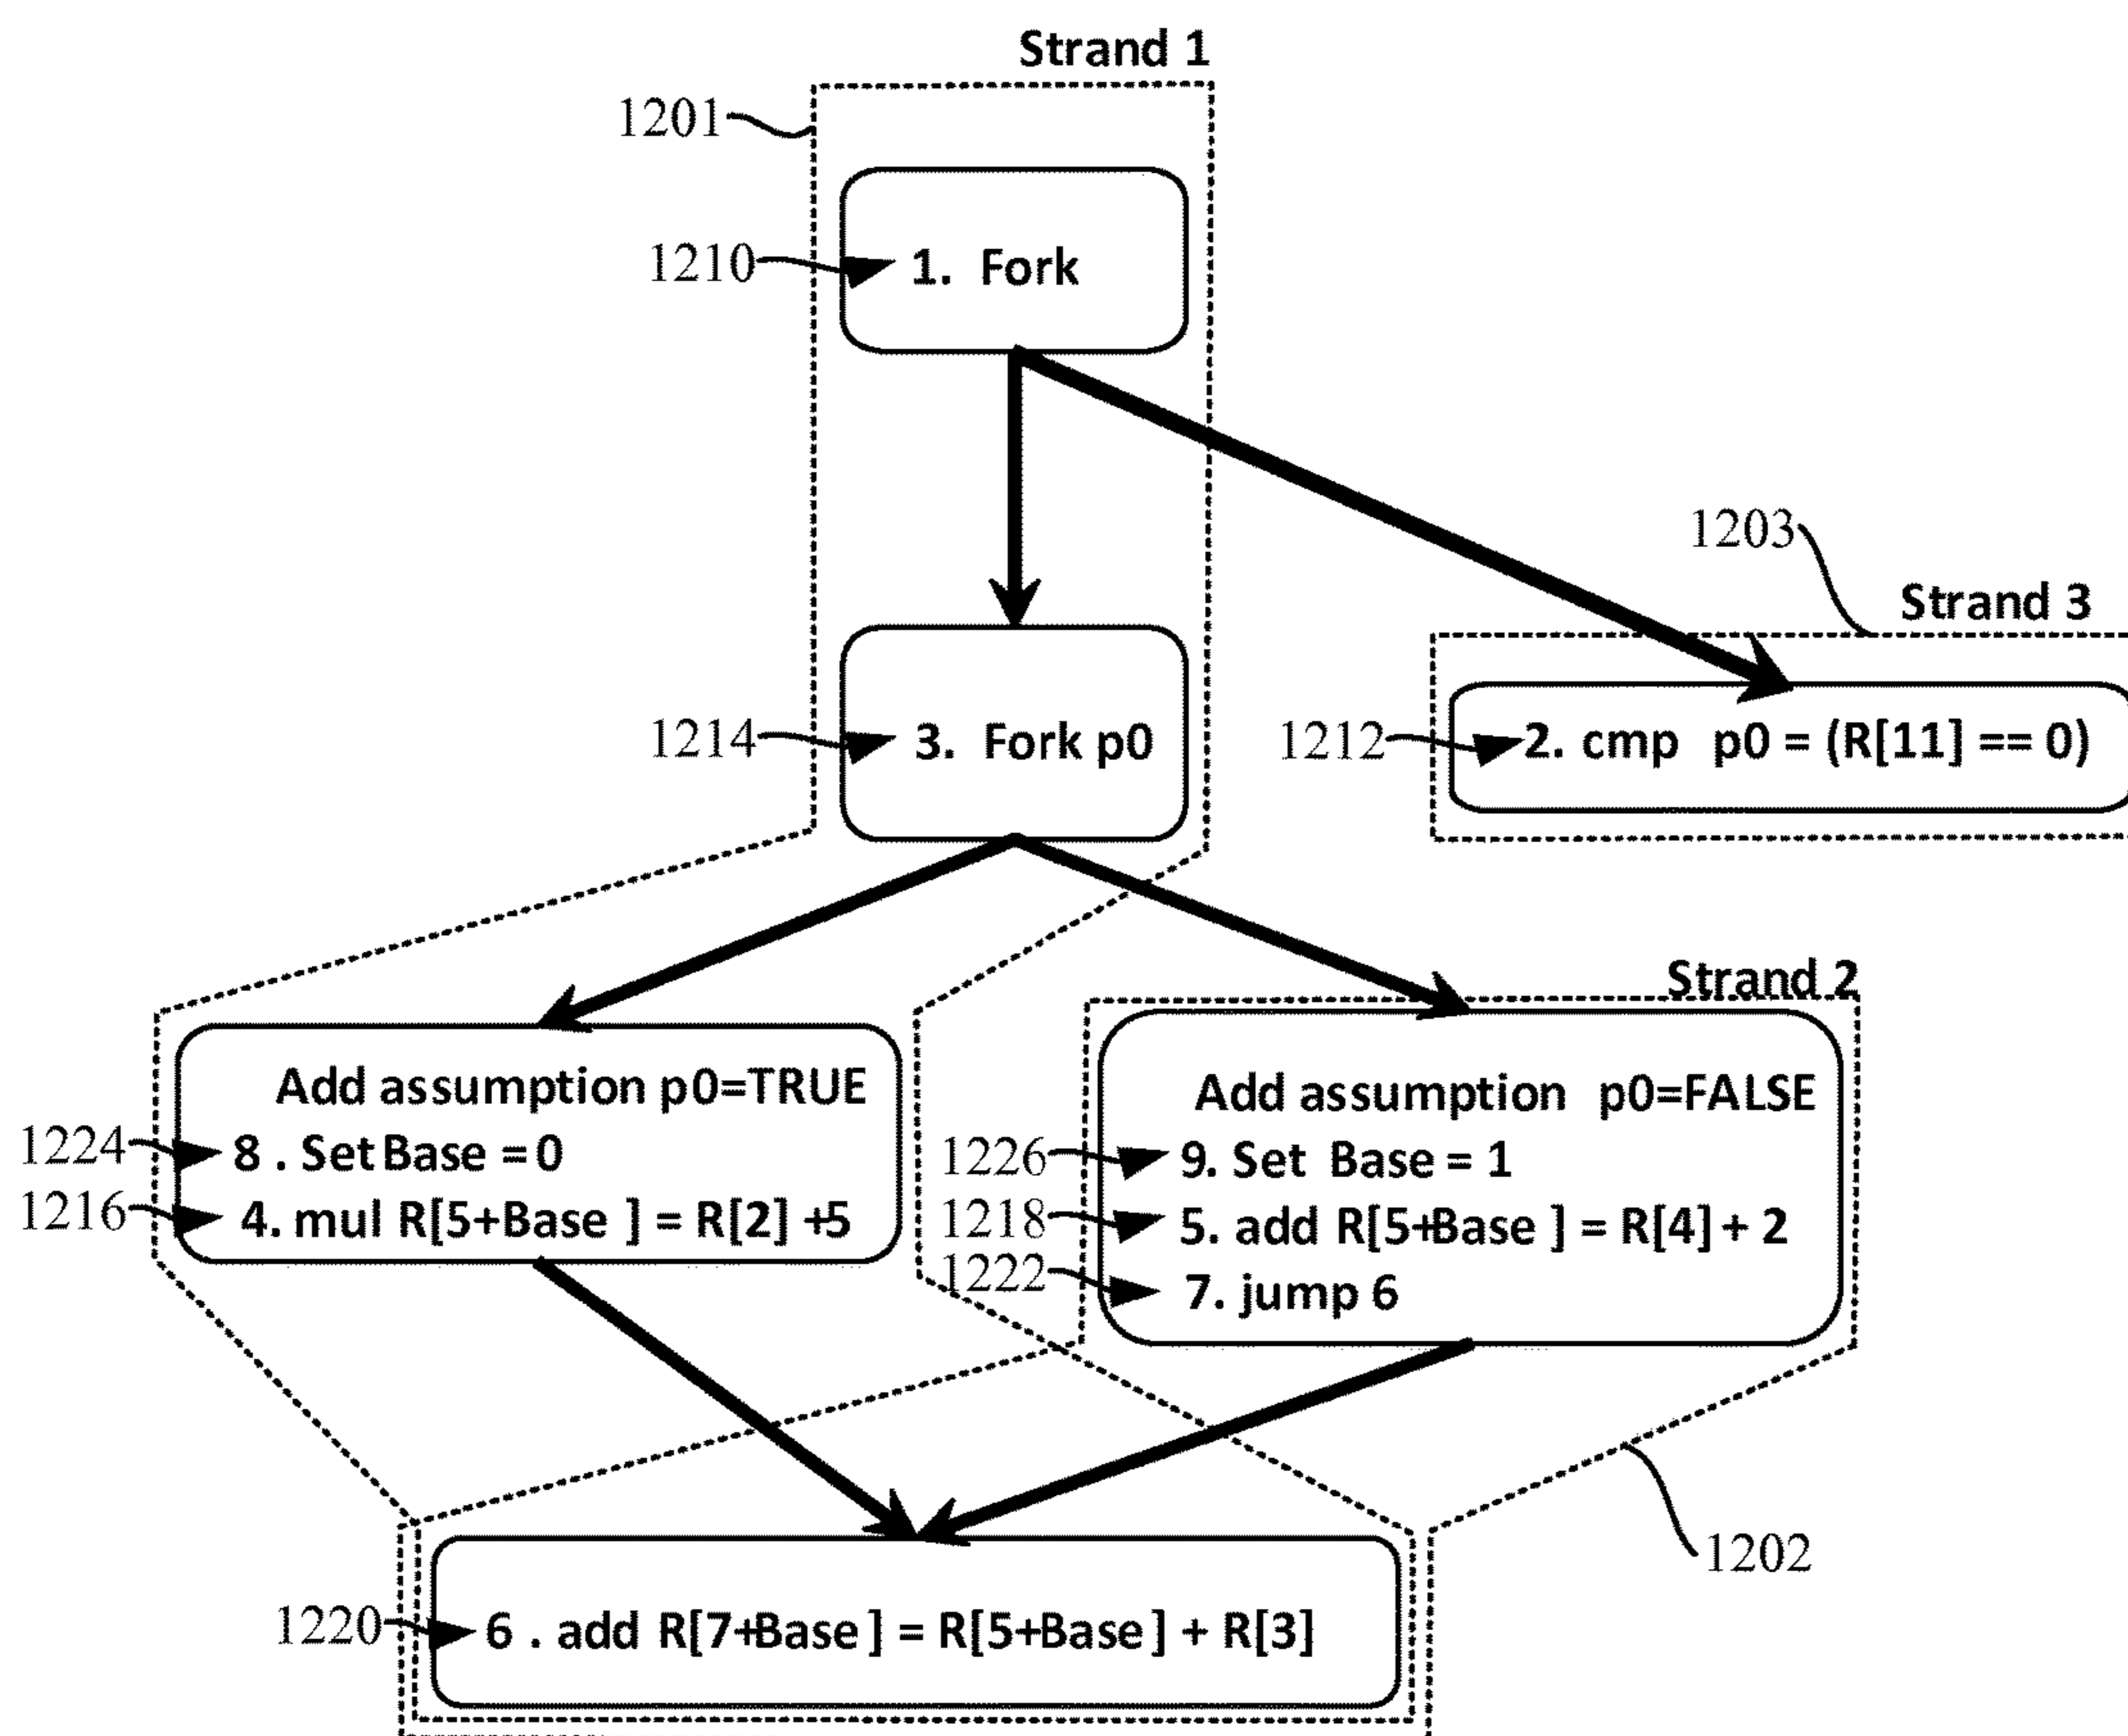 Strand 1
1201
1210
1. Fork
1203
Strand 3
1214
3. Fork p0
1212
2. cmp p0 = (R[11] == 0)
Strand 2
Add assumption p0=TRUE
1224
8 . Set Base = 0
1216
4. mul R[5+Base ] = R[2] +5
Add assumption p0=FALSE
1226
9. Set Base = 1
1218
5. add R[5+Base ] = R[4] + 2
1222
7. jump 6
1202
1220
6 . add R[7+Base ] = R[5+Base ] + R[3]